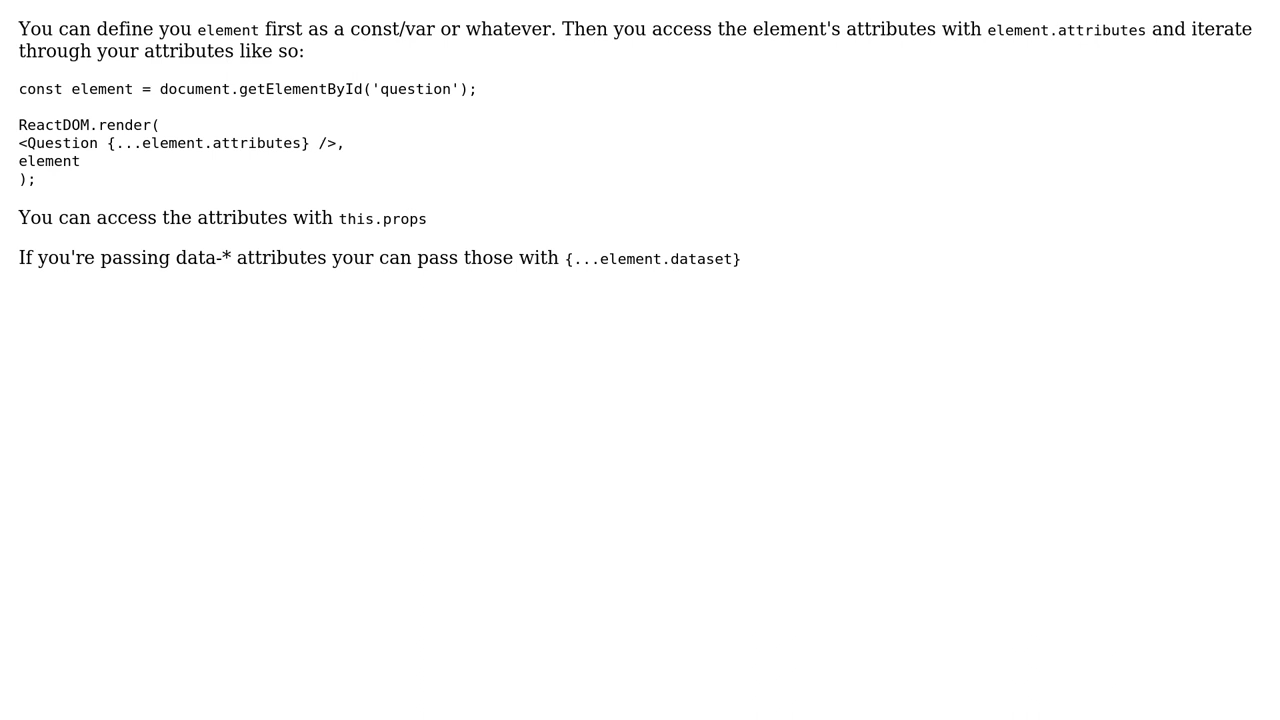 You can define you element first as a const/var or whatever. Then you access the element's attributes with element.attributes and iterate
through your attributes like so:
const element = document.getElementById('question');
ReactDOM.render(
<Question {...element.attributes} />,
element
);
You can access the attributes with this.props
If you're passing data-* attributes your can pass those with {...element.dataset}